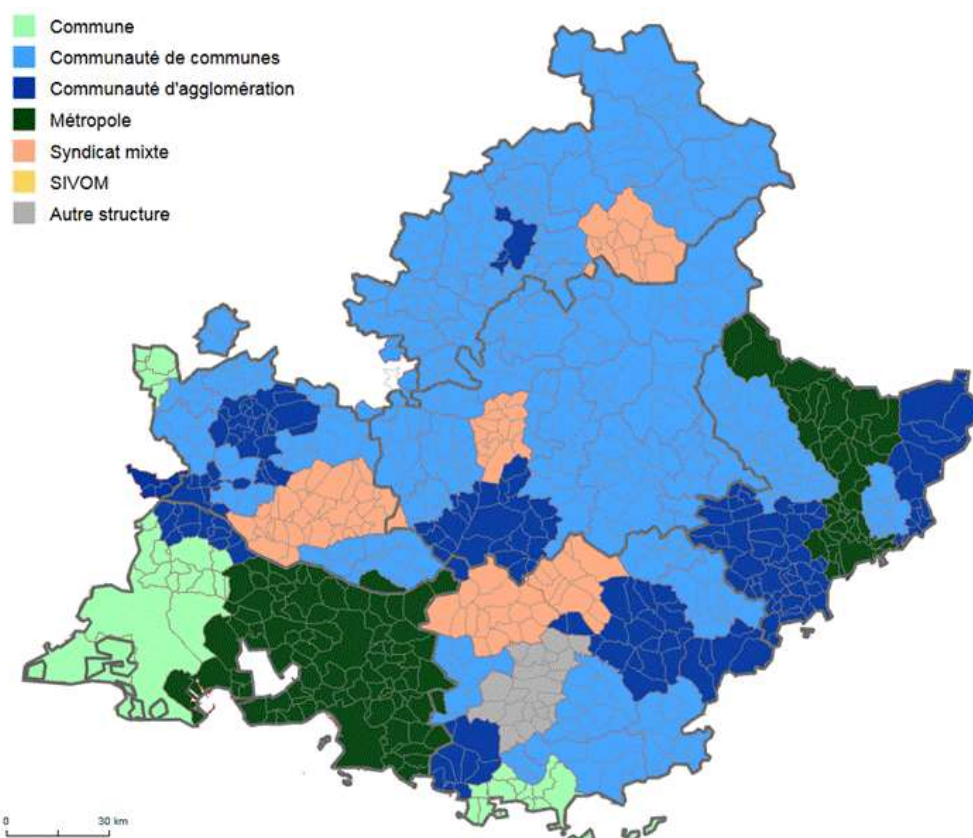 Commune
Communauté de communes
Communauté d'agglomération
Métropole
Syndicat mixte
SIVOM
Autre structure
0 30 km